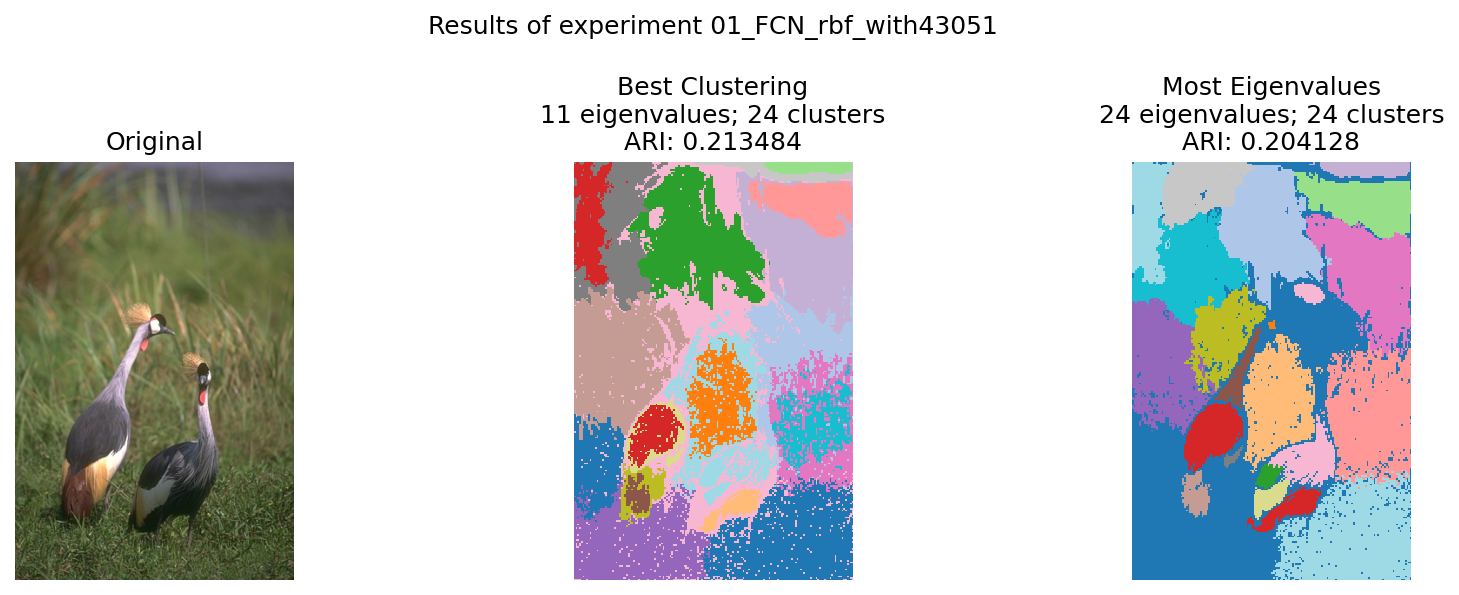 Results of experiment 01_FCN_rbf_with43051
Original
Best Clustering
11 eigenvalues; 24 clusters
ARI: 0.213484
Most Eigenvalues
24 eigenvalues; 24 clusters
ARI: 0.204128